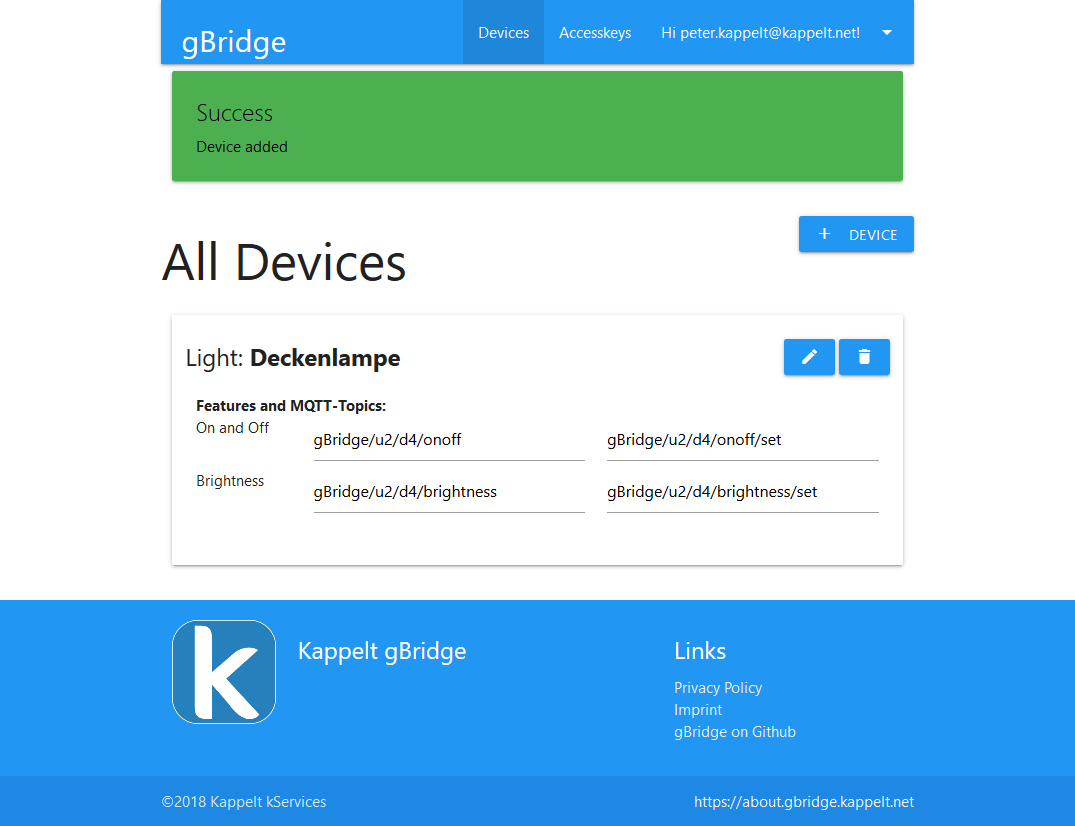 gBridge
Devices
Accesskeys
Hi peter.kappelt@kappelt.net!
Success
Device added
+ DEVICE
All Devices
Light: Deckenlampe
Features and MQTT-Topics:
On and Off
gBridge/u2/d4/onoff
gBridge/u2/d4/onoff/set
Brightness
gBridge/u2/d4/brightness
gBridge/u2/d4/brightness/set
k
Kappelt gBridge
Links
Privacy Policy
Imprint
gBridge on Github
©2018 Kappelt kServices
https://about.gbridge.kappelt.net